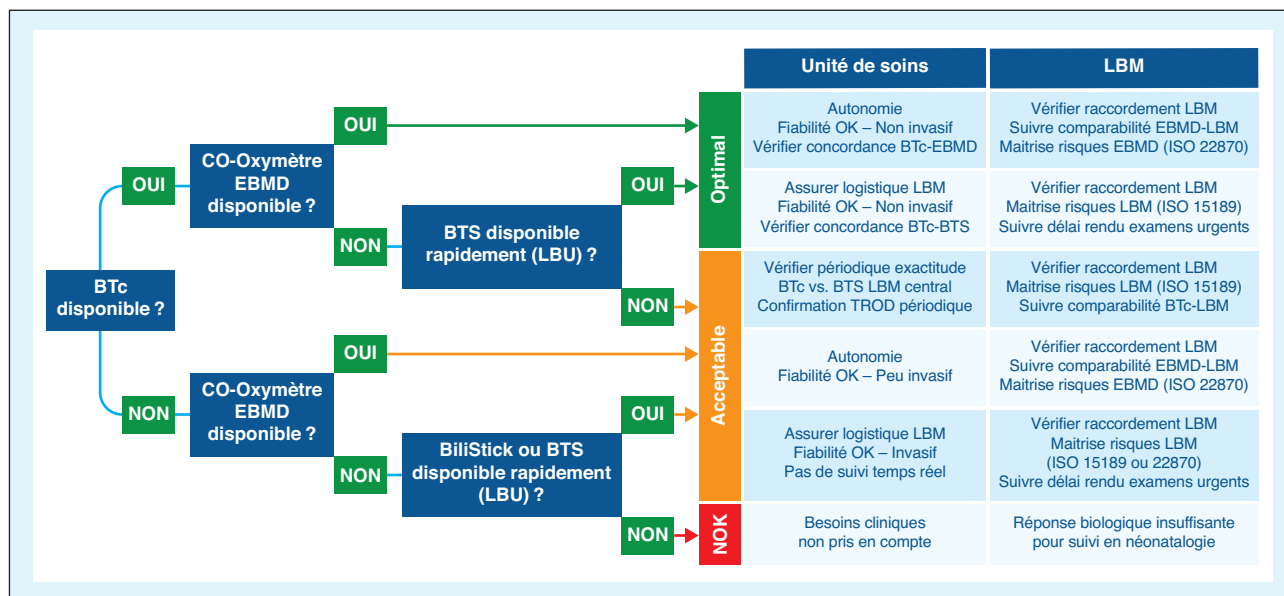 Unité de soins
LBM
BTc
disponible ?
OUI
NON
CO-Oxymètre
EBMD
disponible ?
OUI
NON
BTS disponible
rapidement (LBU) ?
OUI
NON
CO-Oxymètre
EBMD
disponible ?
OUI
NON
BiliStick ou BTS
disponible rapidement
(LBU) ?
OUI
NON
Optimal
Autonomie
Fiabilité OK – Non invasif
Vérifier concordance BTc-EBMD
Vérifier raccordement LBM
Suivre comparabilité EBMD-LBM
Maitrise risques EBMD (ISO 22870)
Assurer logistique LBM
Fiabilité OK – Non invasif
Vérifier concordance BTc-BTS
Vérifier raccordement LBM
Maitrise risques LBM (ISO 15189)
Suivre délai rendu examens urgents
Acceptable
Vérifier périodique exactitude
BTc vs. BTS LBM central
Confirmation TROD périodique
Vérifier raccordement LBM
Maitrise risques LBM (ISO 15189)
Suivre comparabilité BTc-LBM
Autonomie
Fiabilité OK – Peu invasif
Vérifier raccordement LBM
Suivre comparabilité EBMD-LBM
Maitrise risques EBMD (ISO 22870)
Assurer logistique LBM
Fiabilité OK – Invasif
Pas de suivi temps réel
Vérifier raccordement LBM
Maitrise risques LBM
(ISO 15189 ou 22870)
Suivre délai rendu examens urgents
NOK
Besoins cliniques
non pris en compte
Réponse biologique insuffisante
pour suivi en néonatalogie